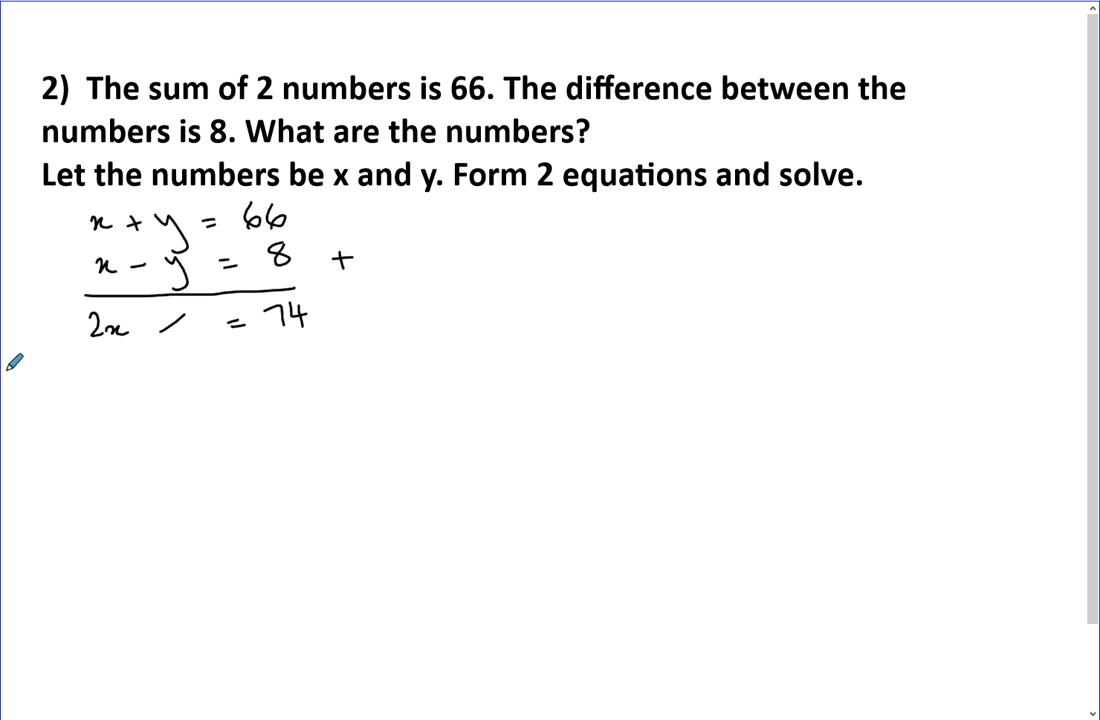 2) The sum of 2 numbers is 66. The difference between the
numbers is 8. What are the numbers?
Let the numbers be x and y. Form 2 equations and solve.
x + y = 66
x - y = 8 +
2x / = 74